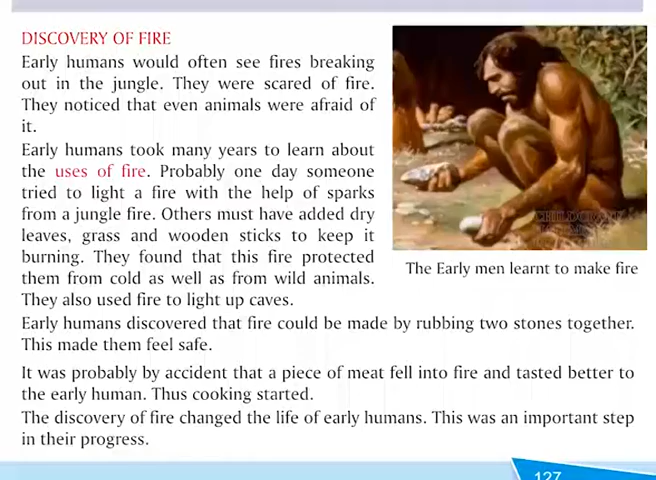 DISCOVERY OF FIRE
Early humans would often see fires breaking
out in the jungle. They were scared of fire.
They noticed that even animals were afraid of
it.
Early humans took many years to learn about
the uses of fire. Probably one day someone
tried to light a fire with the help of sparks
from a jungle fire. Others must have added dry
leaves, grass and wooden sticks to keep it
burning. They found that this fire protected
them from cold as well as from wild animals.
They also used fire to light up caves.
The Early men learnt to make fire
Early humans discovered that fire could be made by rubbing two stones together.
This made them feel safe.
It was probably by accident that a piece of meat fell into fire and tasted better to
the early human. Thus cooking started.
The discovery of fire changed the life of early humans. This was an important step
in their progress.
127